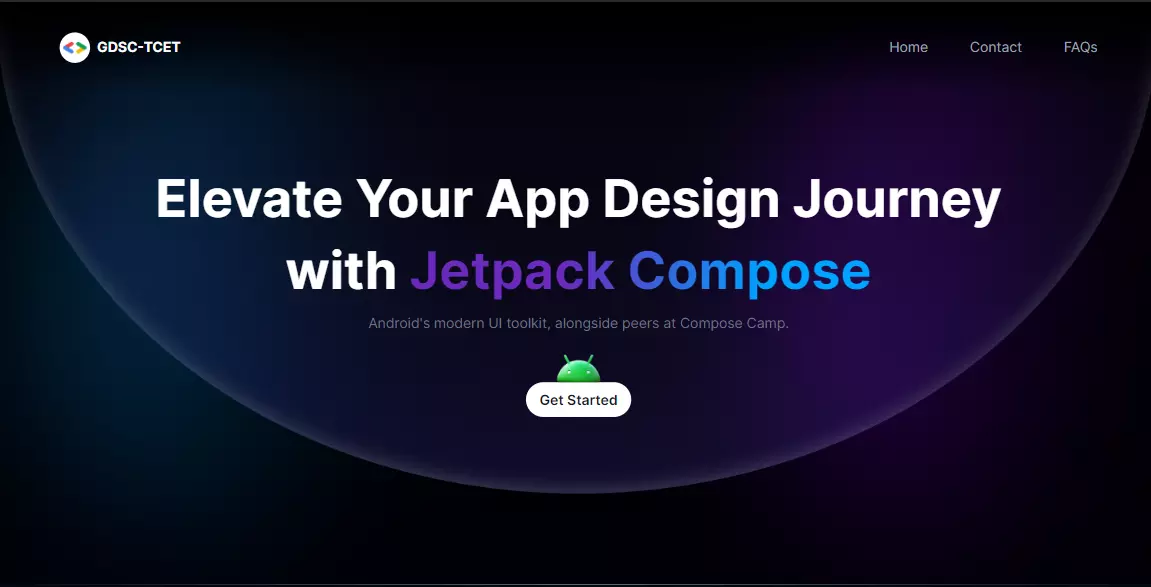 GDSC-TCET
Home
Contact
FAQs
Elevate Your App Design Journey
with Jetpack Compose
Android's modern UI toolkit, alongside peers at Compose Camp.
Get Started